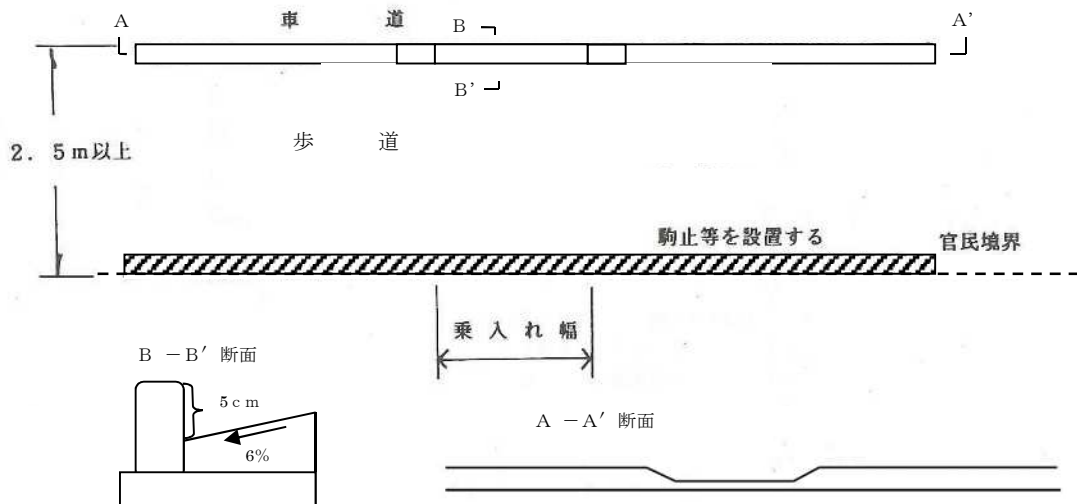 A
車　　道
B
A’
B’
歩　　道
2．5ｍ以上
駒止等を設置する
官民境界
乗 入 れ 幅
B －B′ 断面
5ｃｍ
6%
A －A′ 断面